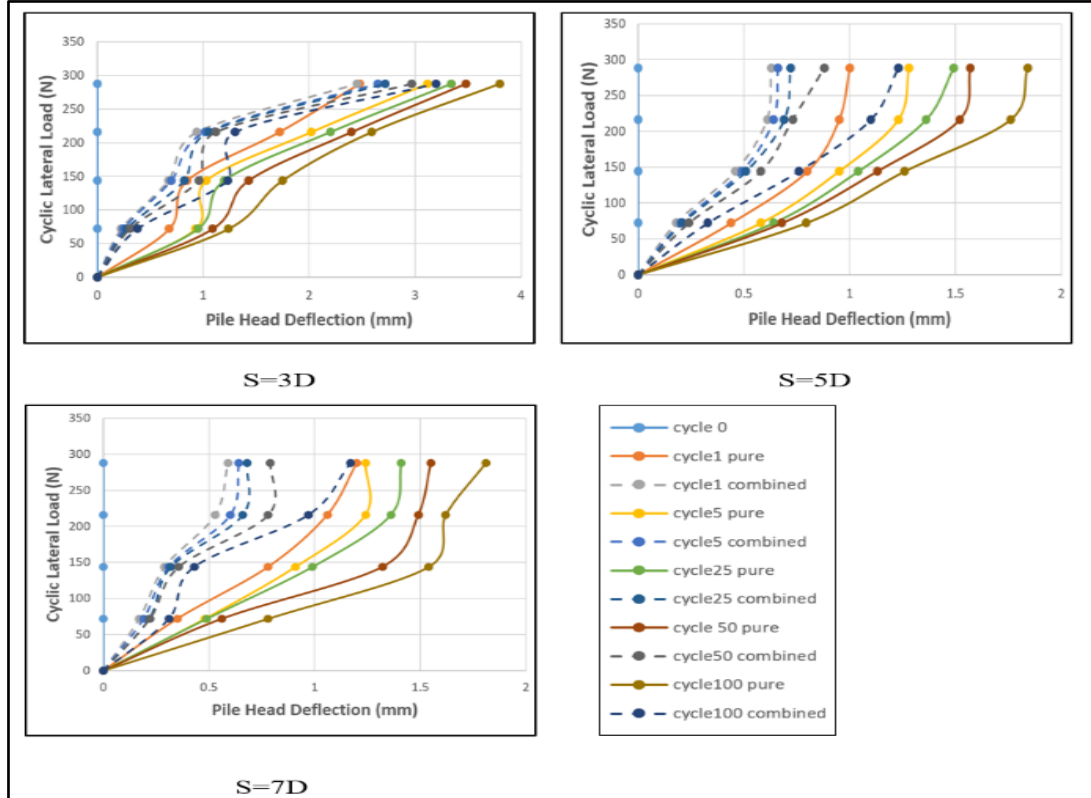 350
300
250
200
150
100
50
0
Cyclic Lateral Load (N)
0 1 2 3 4
Pile Head Deflection (mm)
S=3D
350
300
250
200
150
100
50
0
Cyclic Lateral Load (N)
0 0.5 1 1.5 2
Pile Head Deflection (mm)
S=5D
350
300
250
200
150
100
50
0
Cyclic Lateral Load (N)
0 0.5 1 1.5 2
Pile Head Deflection (mm)
S=7D
cycle 0
cycle1 pure
cycle1 combined
cycle5 pure
cycle5 combined
cycle25 pure
cycle25 combined
cycle 50 pure
cycle50 combined
cycle100 pure
cycle100 combined